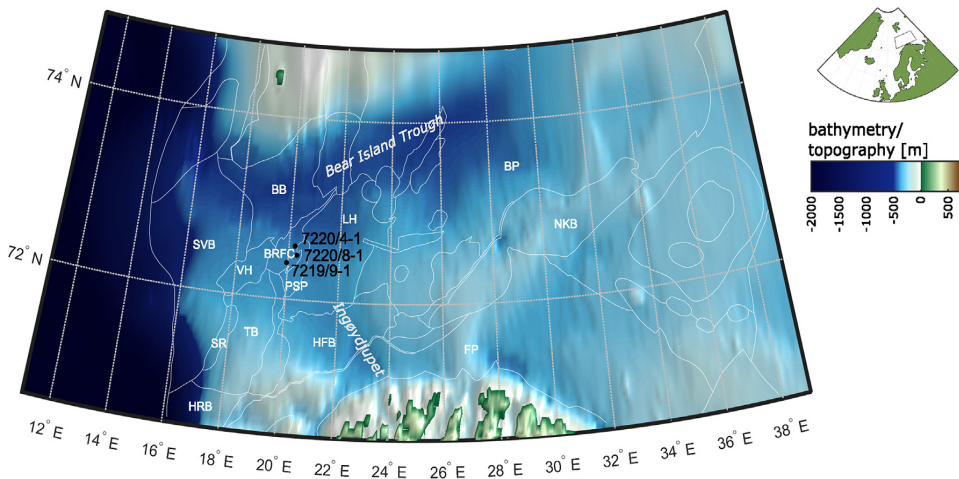 74° N
72° N
Bear Island Trough
BP
BB
LH
NKB
SVB
7220/4-1
BRFC
7220/8-1
7219/9-1
VH
PSP
Ingøydjupet
TB
SR
HFB
FP
HRB
12° E
14° E
16° E
18° E
20° E
22° E
24° E
26° E
28° E
30° E
32° E
34° E
36° E
38° E
bathymetry/
topography [m]
-2000
-1500
-1000
-500
0
500